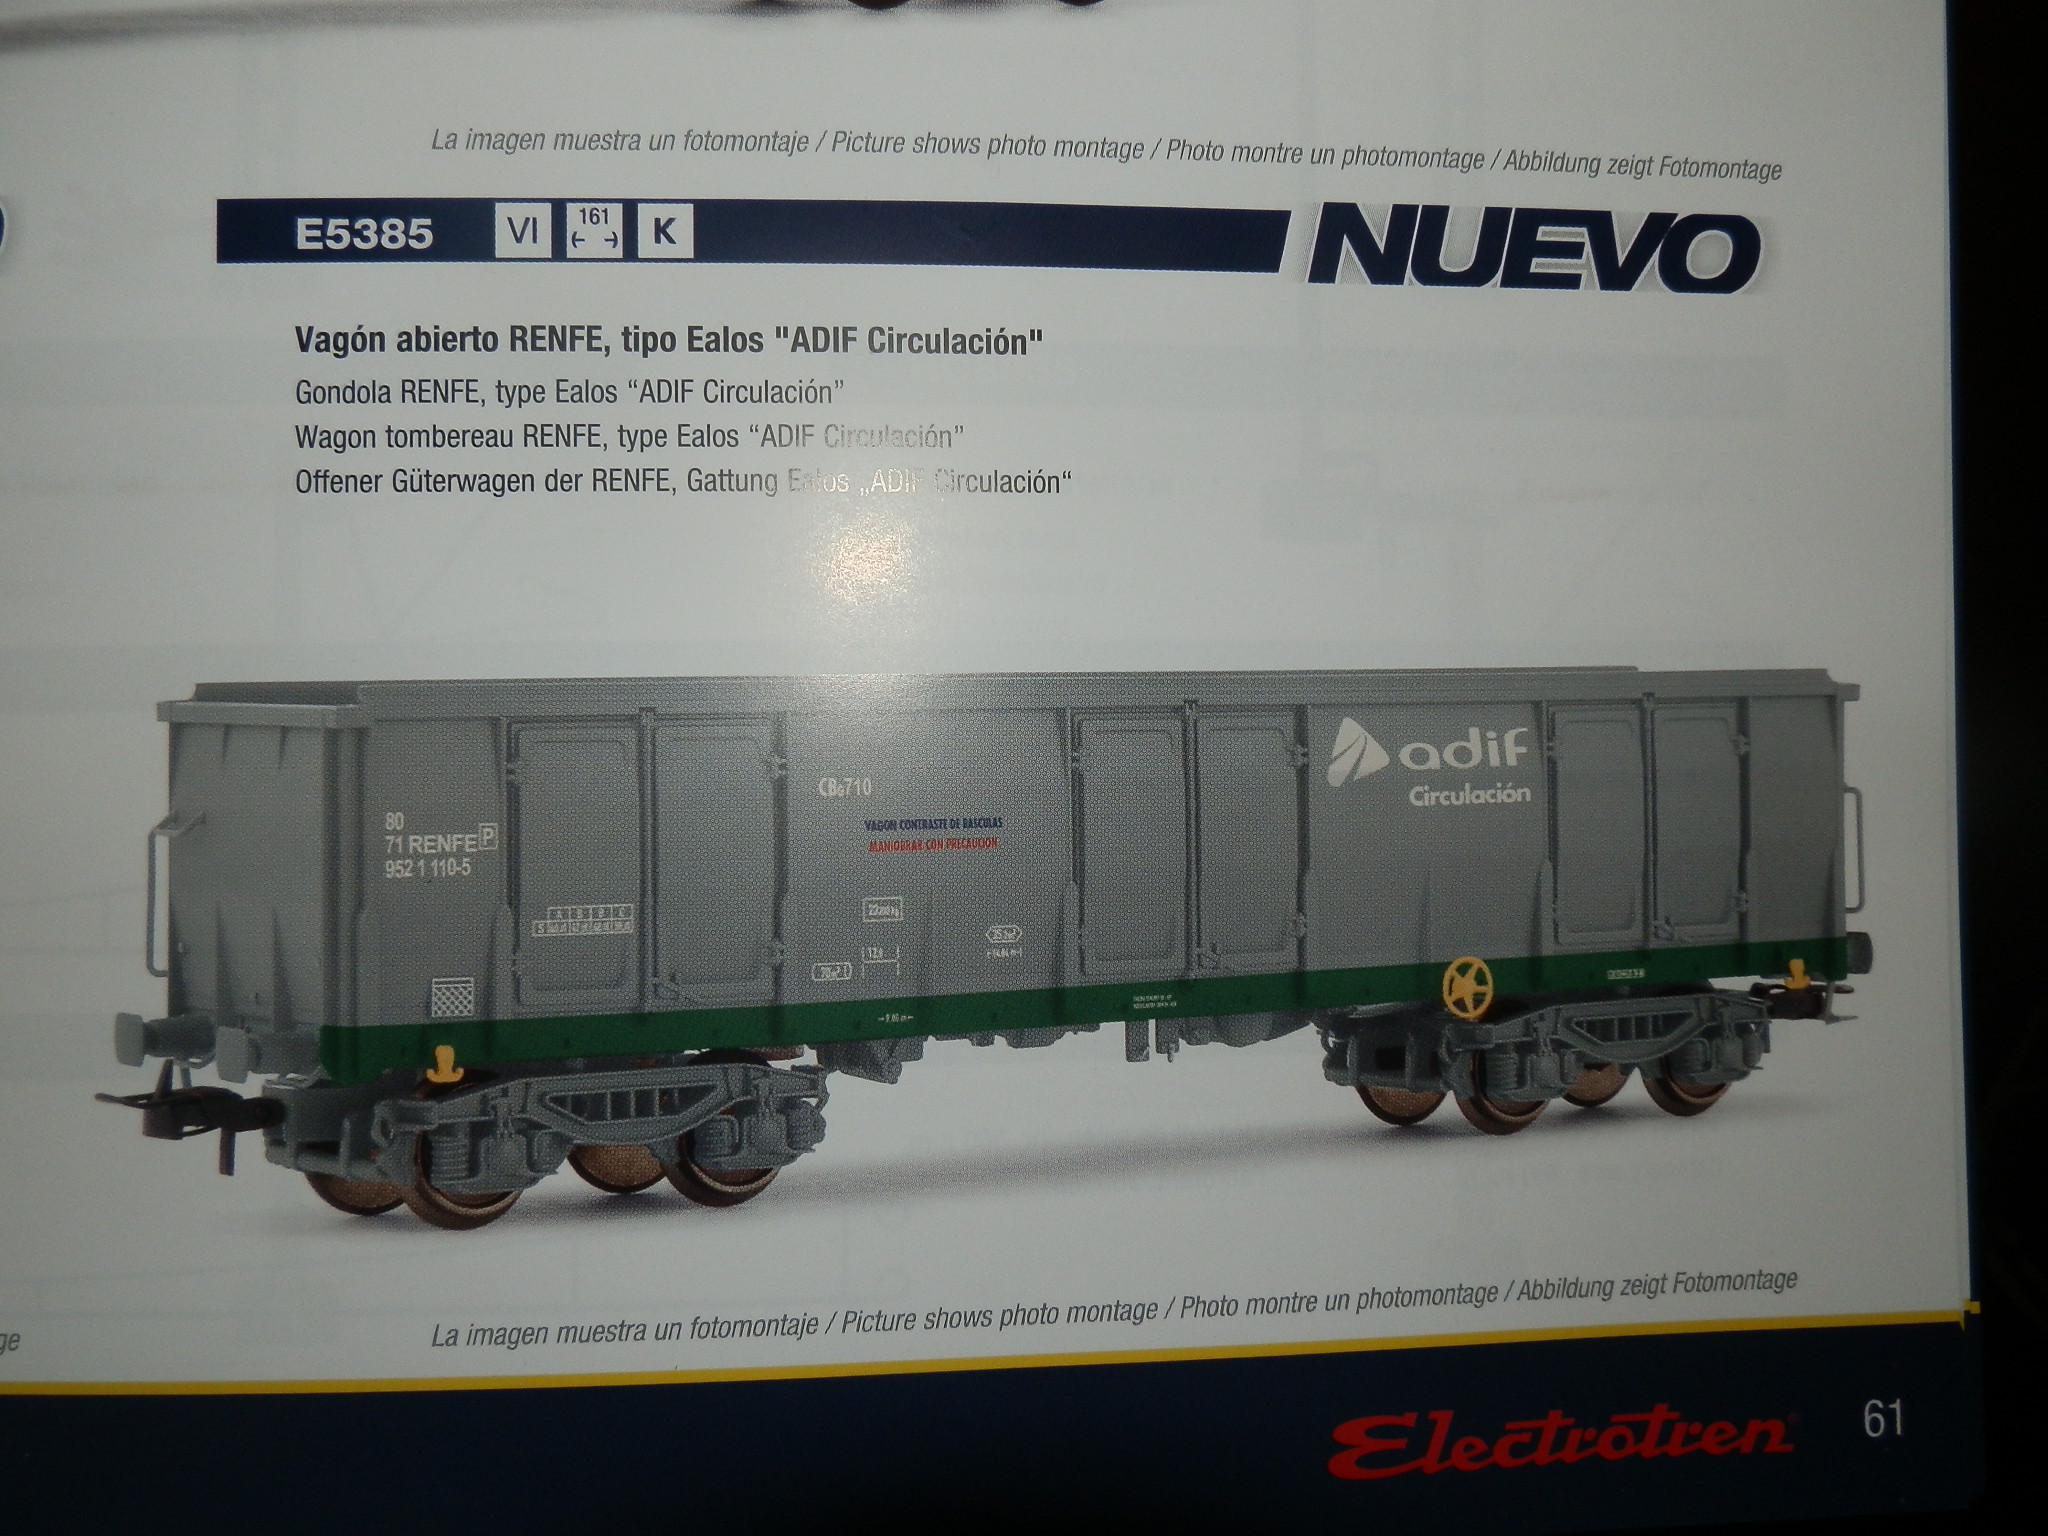 La imagen muestra un fotomontaje / Picture shows photo montage / Photo montre un photomontage / Abbildung zeigt Fotomontage
E5385 VI 161 K NUEVO
Vagón abierto RENFE, tipo Ealos "ADIF Circulación"
Gondola RENFE, type Ealos “ADIF Circulación”
Wagon tombereau RENFE, type Ealos “ADIF Circulación”
Offener Güterwagen der RENFE, Gattung Ealos „ADIF Circulación“
adif
Circulación
CBG710
VAGON CONTRASTE DE BASCULAS
MANIOBRAR CON PRECAUCION
80
71 RENFE P
952 1 110-5
A B C
La imagen muestra un fotomontaje / Picture shows photo montage / Photo montre un photomontage / Abbildung zeigt Fotomontage
ge
Electrotren 61